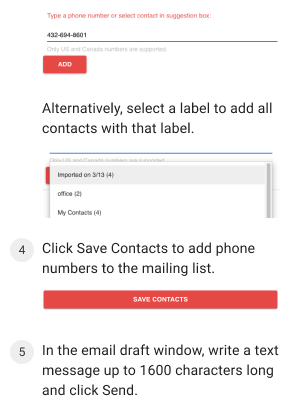 Type a phone number or select contact in suggestion box:
432-694-8601
Only US and Canada numbers are supported.
ADD
Alternatively, select a label to add all
contacts with that label.
Only US and Canada numbers are supported.
Imported on 3/13 (4)
office (2)
My Contacts (4)
4 Click Save Contacts to add phone
numbers to the mailing list.
SAVE CONTACTS
5 In the email draft window, write a text
message up to 1600 characters long
and click Send.